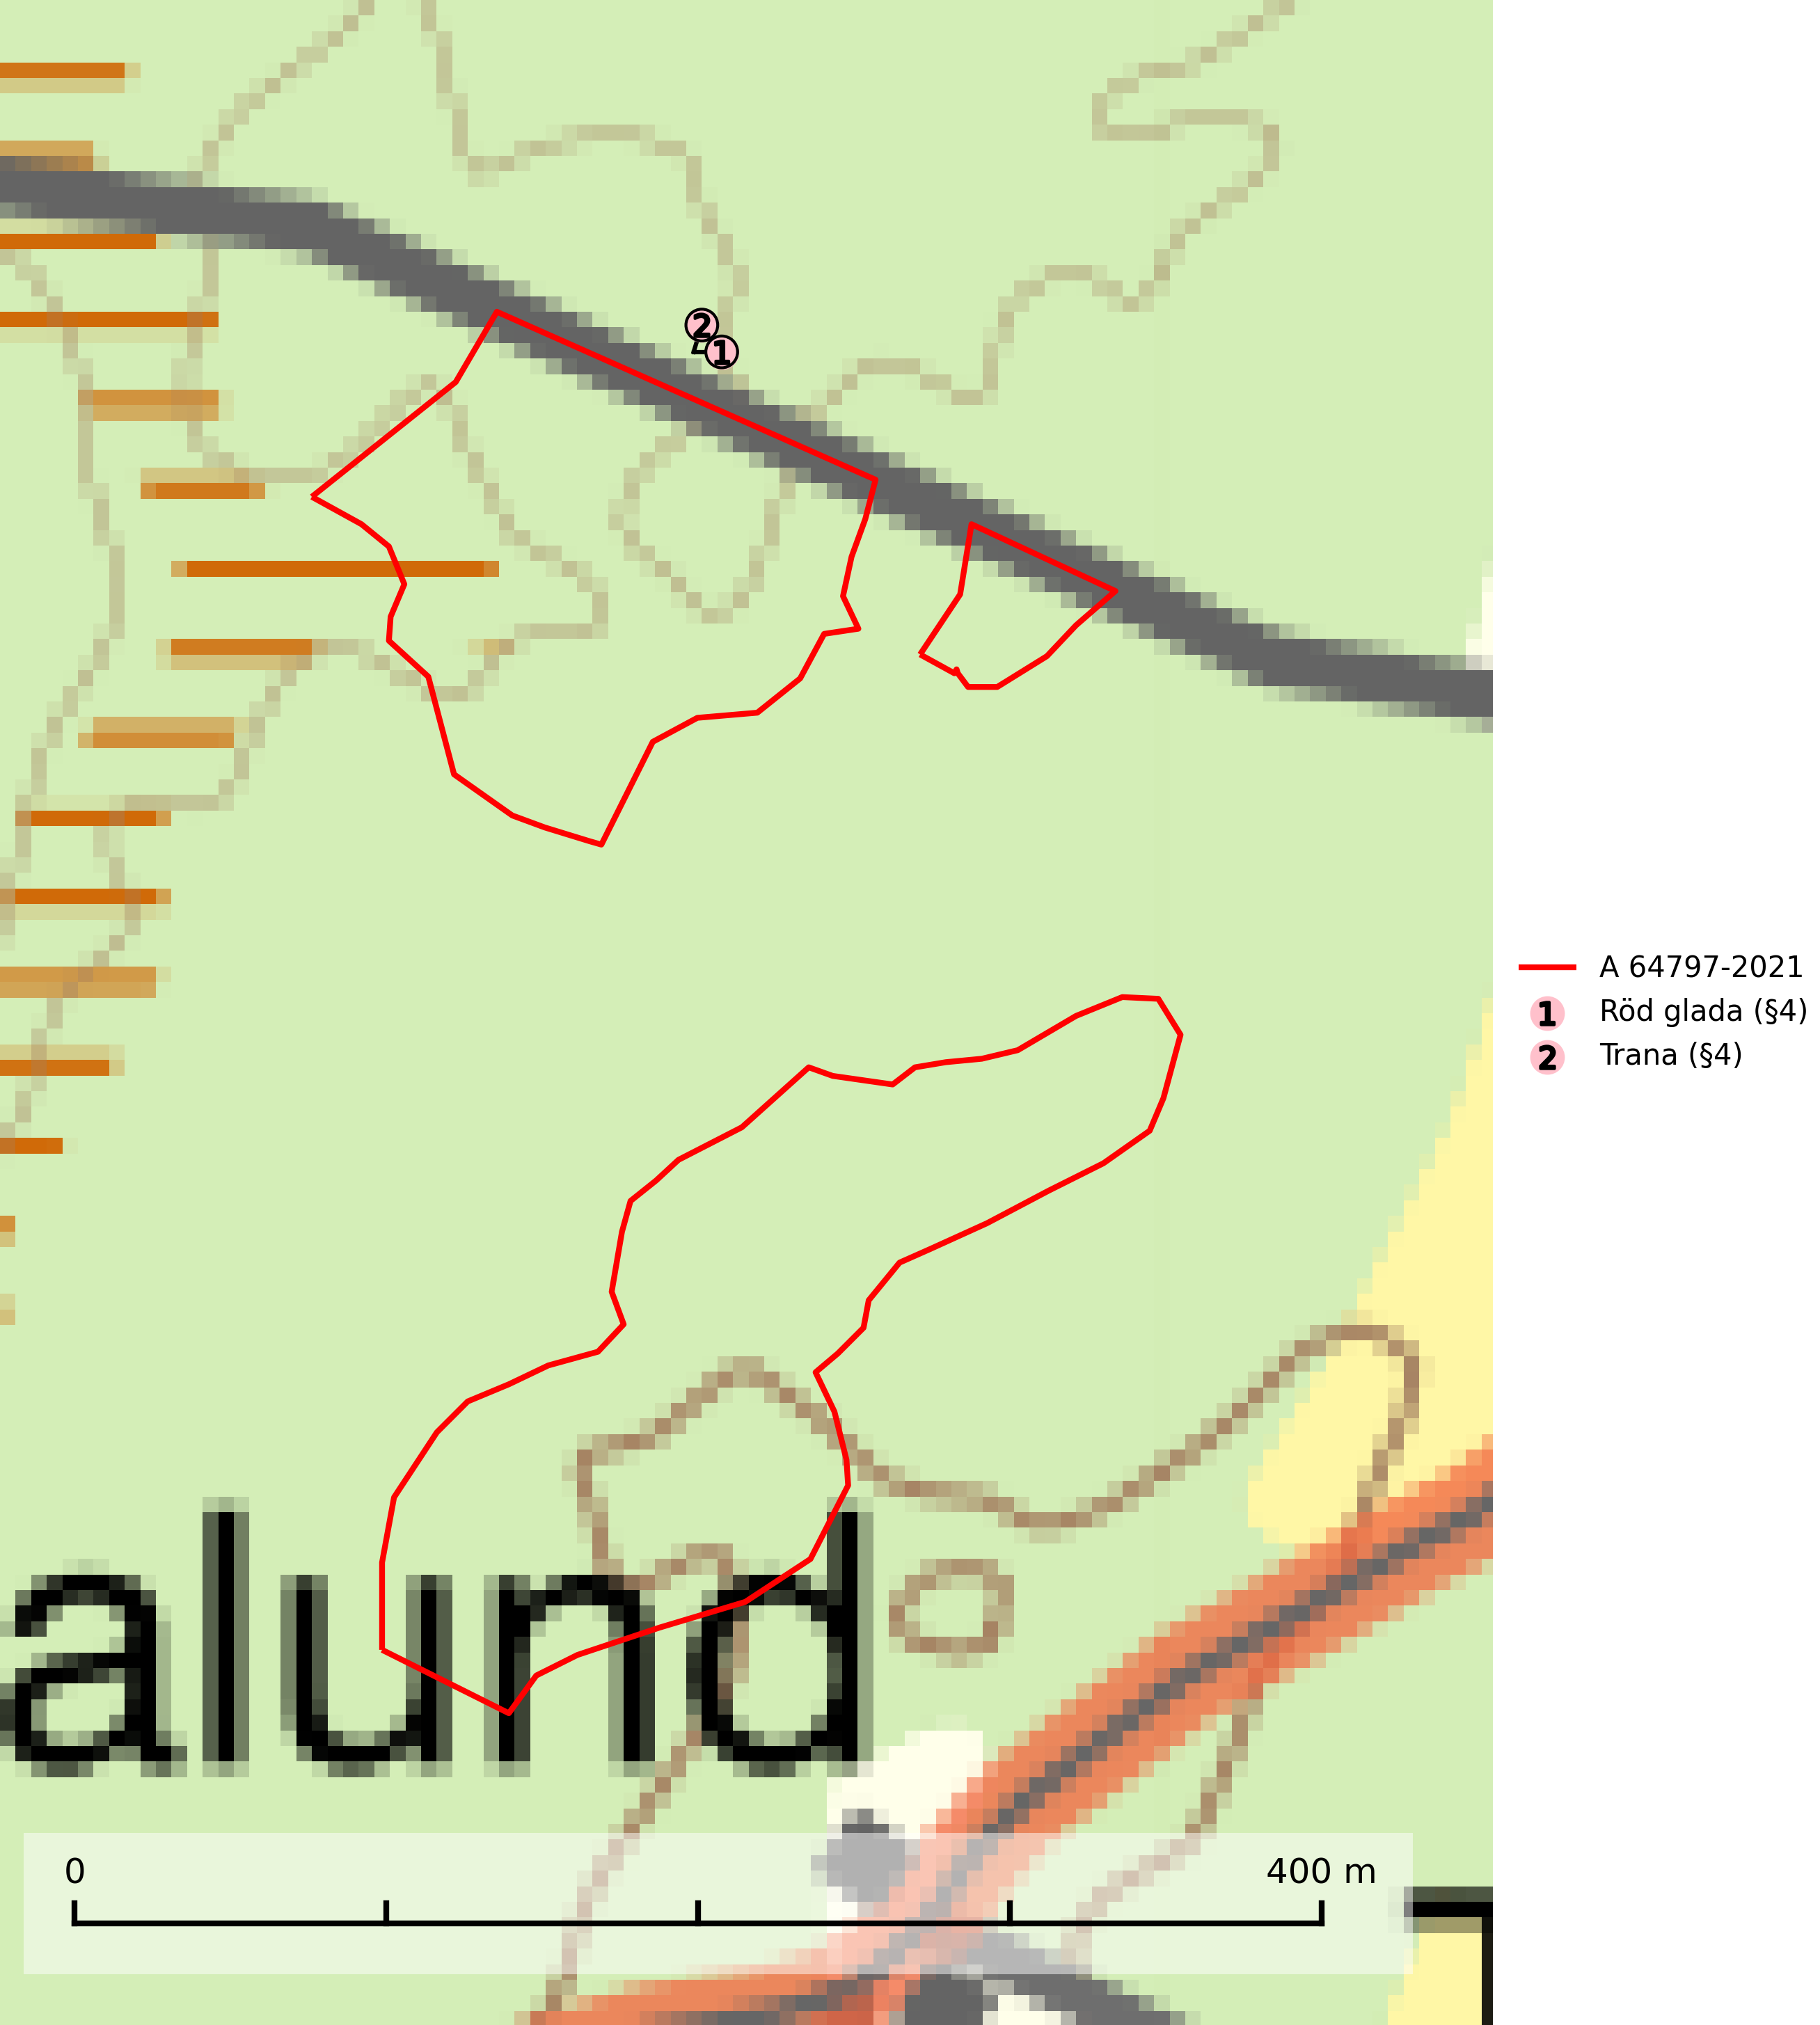 2
1
alund
0 400 m
A 64797-2021
1 Röd glada (§4)
2 Trana (§4)